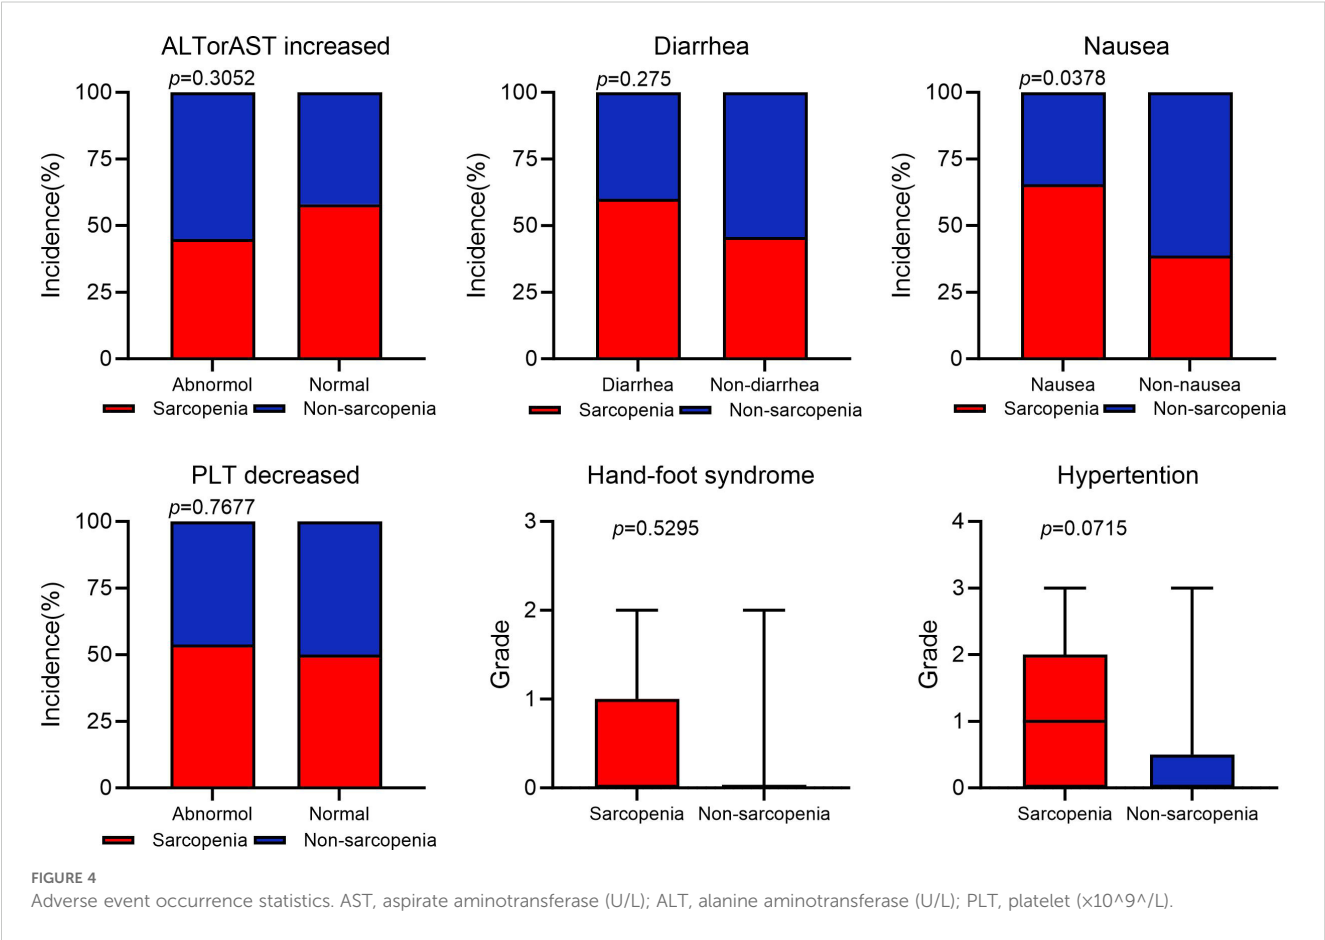 ALTorAST increased
p=0.3052
100
75
50
25
0
Incidence(%)
Abnormol Normal
Sarcopenia Non-sarcopenia
Diarrhea
p=0.275
100
75
50
25
0
Incidence(%)
Diarrhea Non-diarrhea
Sarcopenia Non-sarcopenia
Nausea
p=0.0378
100
75
50
25
0
Incidence(%)
Nausea Non-nausea
Sarcopenia Non-sarcopenia
PLT decreased
p=0.7677
100
75
50
25
0
Incidence(%)
Abnormol Normal
Sarcopenia Non-sarcopenia
Hand-foot syndrome
p=0.5295
3
2
1
0
Grade
Sarcopenia Non-sarcopenia
Hypertention
p=0.0715
4
3
2
1
0
Grade
Sarcopenia Non-sarcopenia
FIGURE 4
Adverse event occurrence statistics. AST, aspirate aminotransferase (U/L); ALT, alanine aminotransferase (U/L); PLT, platelet (×10^9^/L).